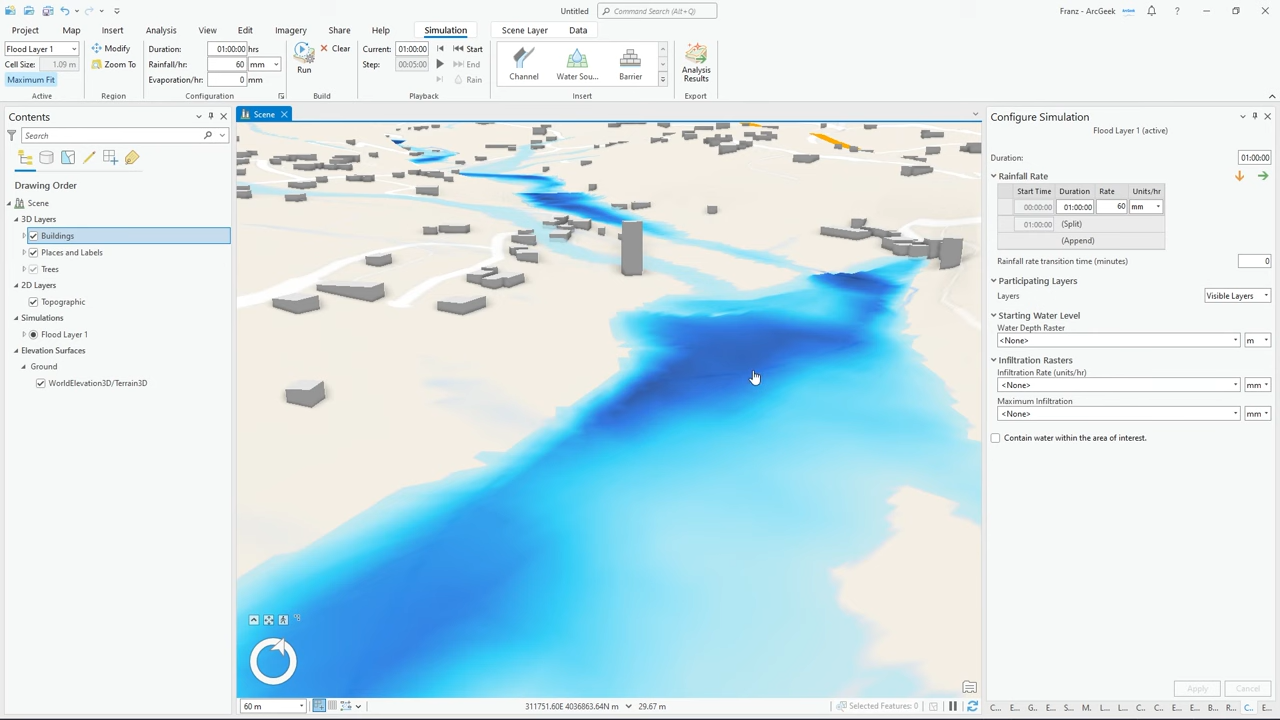 Untitled
Command Search (Alt+Q)
Franz - ArcGeek
?
Project Map Insert Analysis View Edit Imagery Share Help Simulation Scene Layer Data
Flood Layer 1 Modify Duration: 01:00:00 hrs Clear Current: 01:00:00 Start
Cell Size: 1.09 m Zoom To Rainfall/hr: 60 mm Run Step: 00:05:00 End Channel Water Sou... Barrier Analysis Results
Maximum Fit Evaporation/hr: 0 mm Rain
Active Region Configuration Build Playback Insert Export
Contents
Search
Drawing Order
Scene
3D Layers
Buildings
Places and Labels
Trees
2D Layers
Topographic
Simulations
Flood Layer 1
Elevation Surfaces
Ground
WorldElevation3D/Terrain3D
Scene
60 m 311751.60E 4036863.64N m 29.67 m Selected Features: 0
Configure Simulation
Flood Layer 1 (active)
Duration: 01:00:00
Rainfall Rate
Start Time Duration Rate Units/hr
00:00:00 01:00:00 60 mm
01:00:00 (Split)
(Append)
Rainfall rate transition time (minutes) 0
Participating Layers
Layers Visible Layers
Starting Water Level
Water Depth Raster
<None> m
Infiltration Rasters
Infiltration Rate (units/hr)
<None> mm
Maximum Infiltration
<None> mm
Contain water within the area of interest.
Apply Cancel
C... E... G... E... S... M... L... L... C... C... E... E... B... R... C... E...